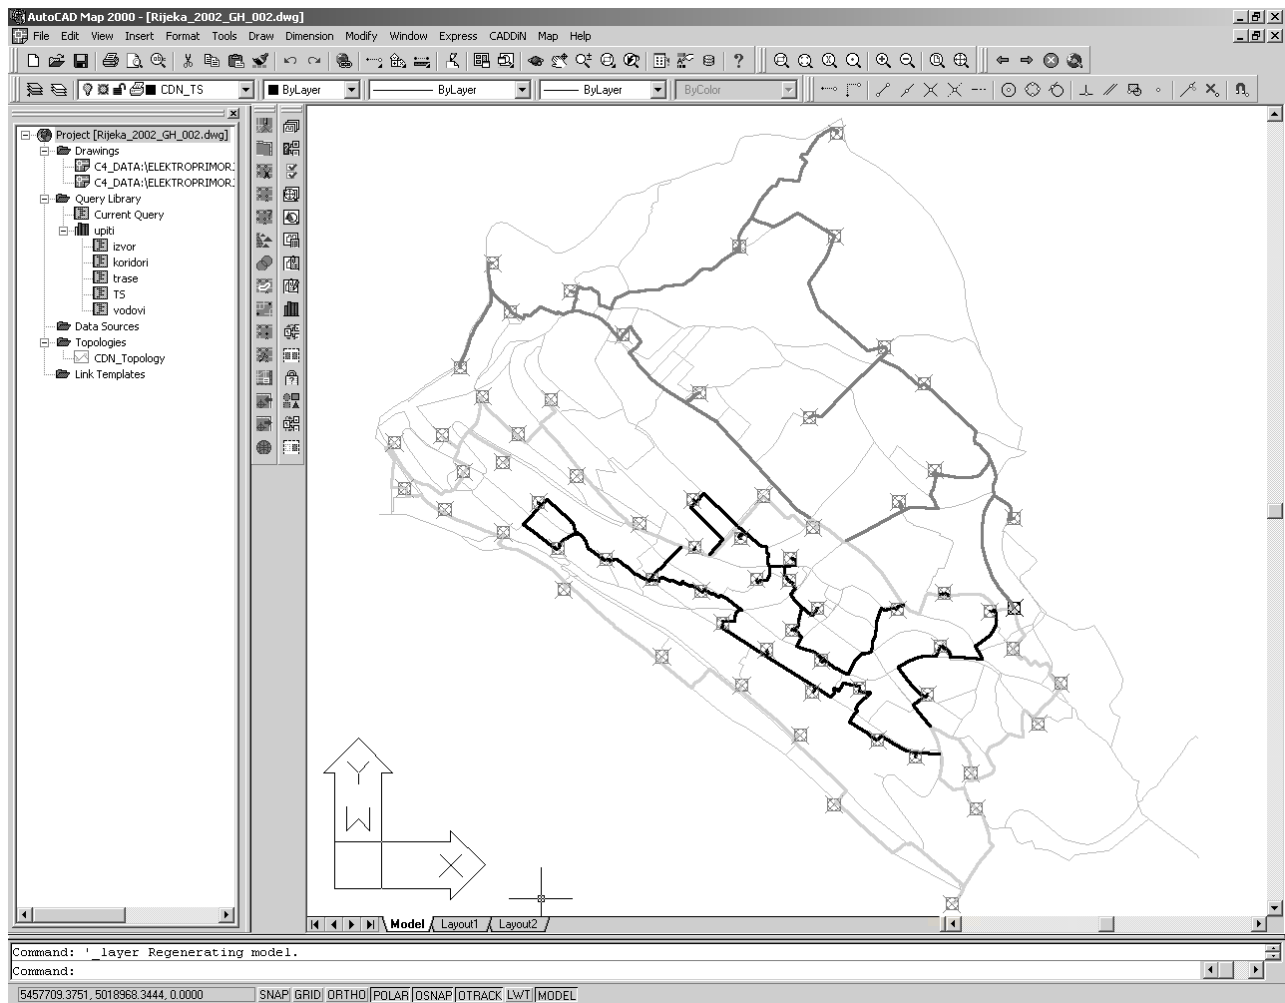 AutoCAD Map 2000 - [Rijeka_2002_GH_002.dwg]
File Edit View Insert Format Tools Draw Dimension Modify Window Express CADDiN Map Help
CDN_TS ByLayer ByLayer ByLayer ByColor
Project [Rijeka_2002_GH_002.dwg]
Drawings
C4_DATA:\ELEKTROPRIMOR
C4_DATA:\ELEKTROPRIMOR
Query Library
Current Query
upiti
izvor
koridori
trase
TS
vodovi
Data Sources
Topologies
CDN_Topology
Link Templates
Y
W
X
Model Layout1 Layout2
Command: '_layer Regenerating model.
Command:
5457709.3751, 5018968.3444, 0.0000 SNAP GRID ORTHO POLAR OSNAP OTRACK LWT MODEL